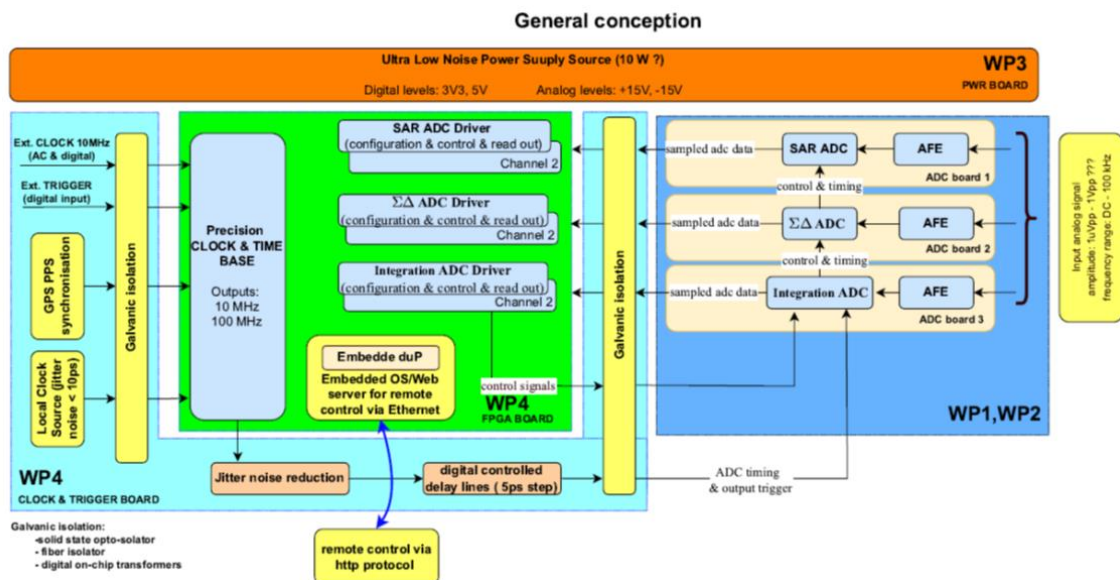 General conception
Ultra Low Noise Power Suuply Source (10 W ?)
Digital levels: 3V3, 5V
Analog levels: +15V, -15V
WP3
PWR BOARD
Ext. CLOCK 10MHz
(AC & digital)
Ext. TRIGGER
(digital input)
GPS PPS
synchronisation
Local Clock
Source (jitter
noise < 10ps)
Galvanic isolation
Precision
CLOCK & TIME
BASE
Outputs:
10 MHz
100 MHz
SAR ADC Driver
(configuration & control & read out)
Channel 2
ΣΔ ADC Driver
(configuration & control & read out)
Channel 2
Integration ADC Driver
(configuration & control & read out)
Channel 2
Embedde duP
Embedded OS/Web
server for remote
control via Ethernet
WP4
FPGA BOARD
control signals
Galvanic isolation
sampled adc data
SAR ADC
AFE
ADC board 1
control & timing
sampled adc data
ΣΔ ADC
AFE
ADC board 2
control & timing
sampled adc data
Integration ADC
AFE
ADC board 3
WP1,WP2
Input analog signal
amplitude: 1uVpp - 1Vpp ???
frequency range: DC - 100 kHz
WP4
CLOCK & TRIGGER BOARD
Jitter noise reduction
digital controlled
delay lines ( 5ps step)
ADC timing
& output trigger
Galvanic isolation:
-solid state opto-solator
- fiber isolator
- digital on-chip transformers
remote control via
http protocol